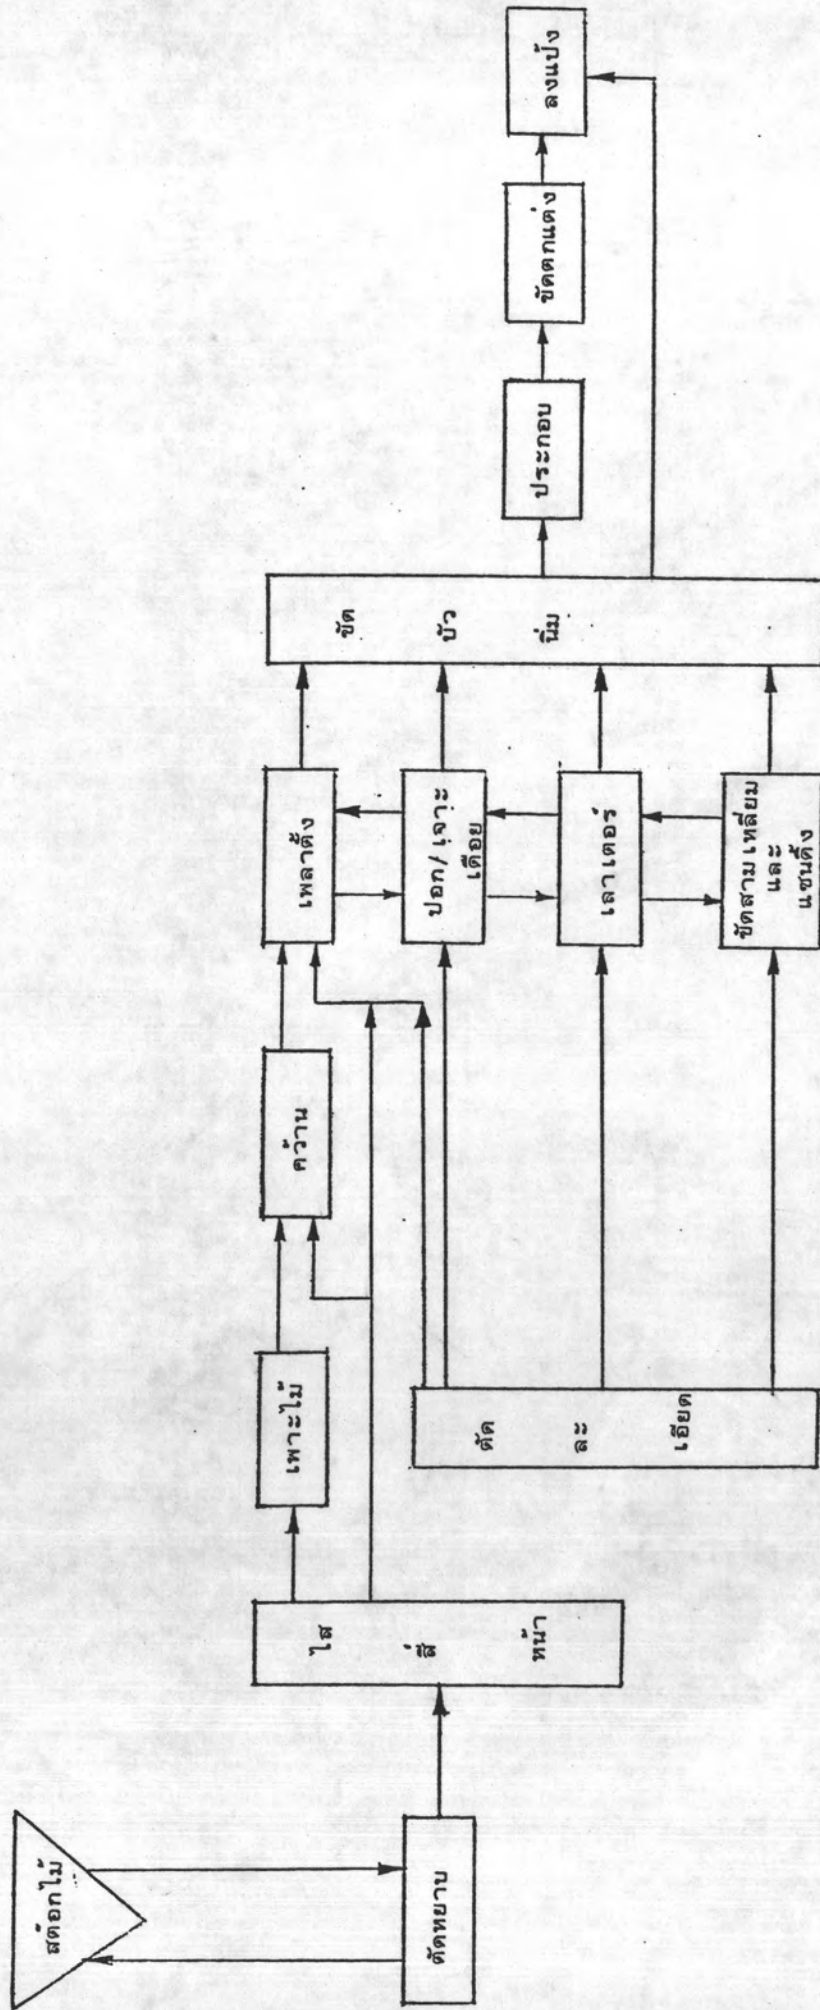 สต๊อกไม้
ตัดหยาบ
ไส
สี่
หน้า
เพาะไม้
คว้าน
ตัด
ละ
เอียด
เพลาตั้ง
ปอก/เจาะ
เดือย
เลาเตอร์
ขัดสามเหลี่ยม
และ
แซนดิ้ง
ขัด
บัว
นิ่ม
ประกอบ
ขัดตกแต่ง
ลงแป้ง